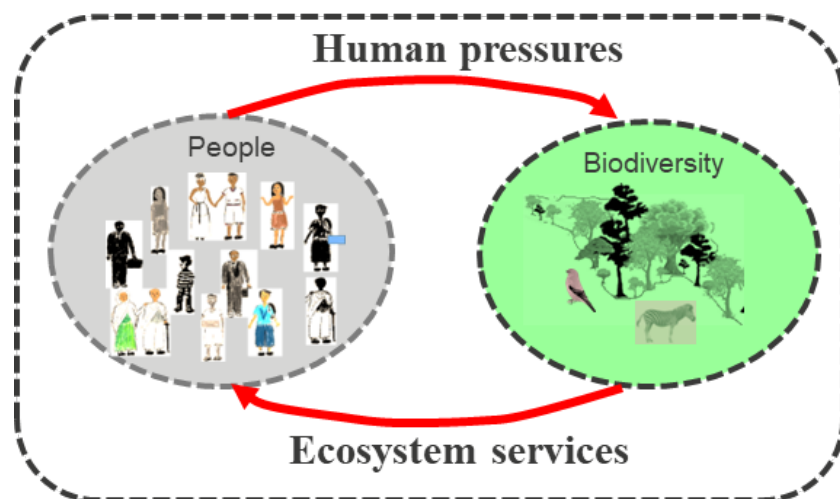 Human pressures
People
Biodiversity
Ecosystem services